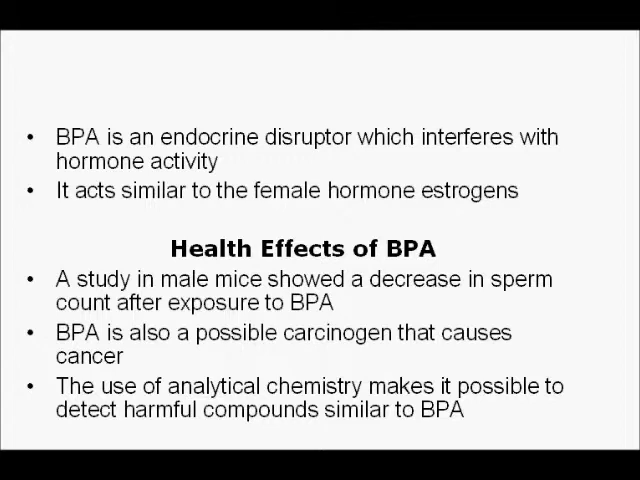 • BPA is an endocrine disruptor which interferes with
hormone activity
• It acts similar to the female hormone estrogens
Health Effects of BPA
• A study in male mice showed a decrease in sperm
count after exposure to BPA
• BPA is also a possible carcinogen that causes
cancer
• The use of analytical chemistry makes it possible to
detect harmful compounds similar to BPA